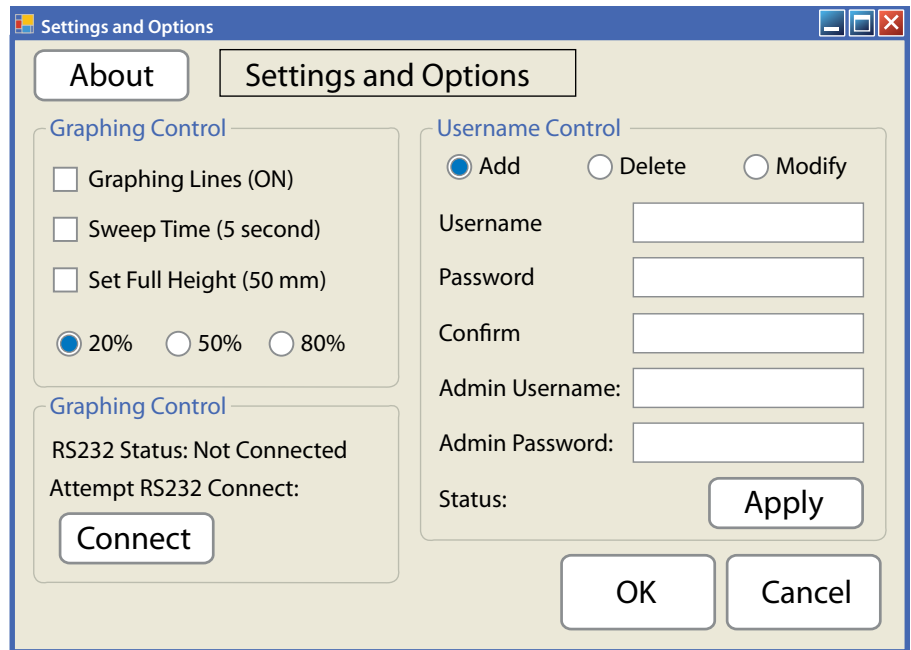 Settings and Options
About
Settings and Options
Graphing Control
Graphing Lines (ON)
Sweep Time (5 second)
Set Full Height (50 mm)
20% 50% 80%
Graphing Control
RS232 Status: Not Connected
Attempt RS232 Connect:
Connect
Username Control
Add Delete Modify
Username
Password
Confirm
Admin Username:
Admin Password:
Status:
Apply
OK
Cancel